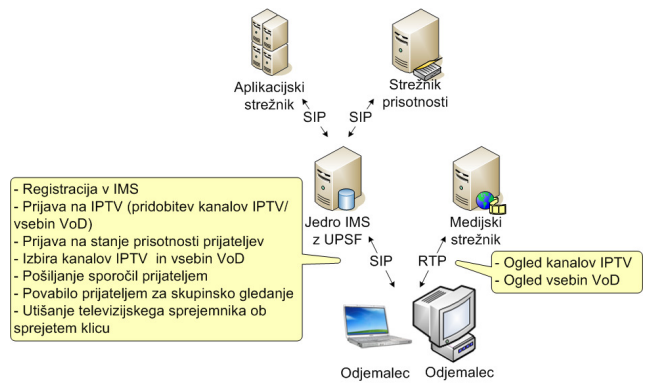 Aplikacijski
strežnik
Strežnik
prisotnosti
SIP
SIP
- Registracija v IMS
- Prijava na IPTV (pridobitev kanalov IPTV/
vsebin VoD)
- Prijava na stanje prisotnosti prijateljev
- Izbira kanalov IPTV in vsebin VoD
- Pošiljanje sporočil prijateljem
- Povabilo prijateljem za skupinsko gledanje
- Utišanje televizijskega sprejemnika ob
sprejetem klicu
Jedro IMS
z UPSF
Medijski
strežnik
SIP
RTP
- Ogled kanalov IPTV
- Ogled vsebin VoD
Odjemalec
Odjemalec